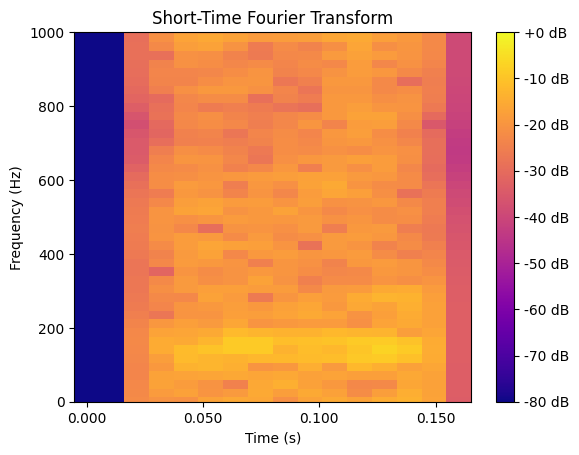 Short-Time Fourier Transform
1000
800
600
400
200
0
Frequency (Hz)
0.000
0.050
0.100
0.150
Time (s)
+0 dB
-10 dB
-20 dB
-30 dB
-40 dB
-50 dB
-60 dB
-70 dB
-80 dB